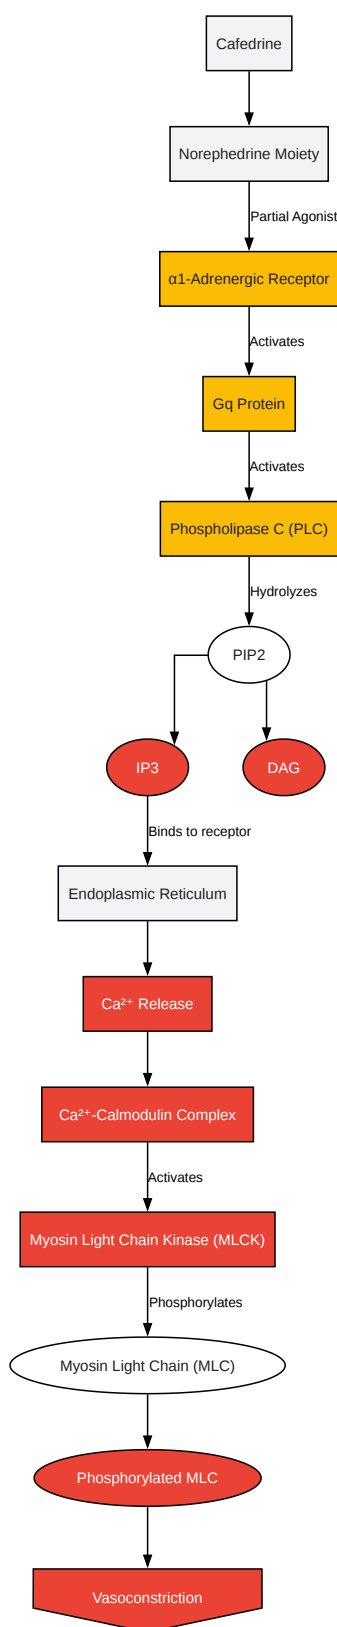 Cafedrine
Norephedrine Moiety
Partial Agonist
α1-Adrenergic Receptor
Activates
Gq Protein
Activates
Phospholipase C (PLC)
Hydrolyzes
PIP2
IP3
DAG
Binds to receptor
Endoplasmic Reticulum
Ca²⁺ Release
Ca²⁺-Calmodulin Complex
Activates
Myosin Light Chain Kinase (MLCK)
Phosphorylates
Myosin Light Chain (MLC)
Phosphorylated MLC
Vasoconstriction